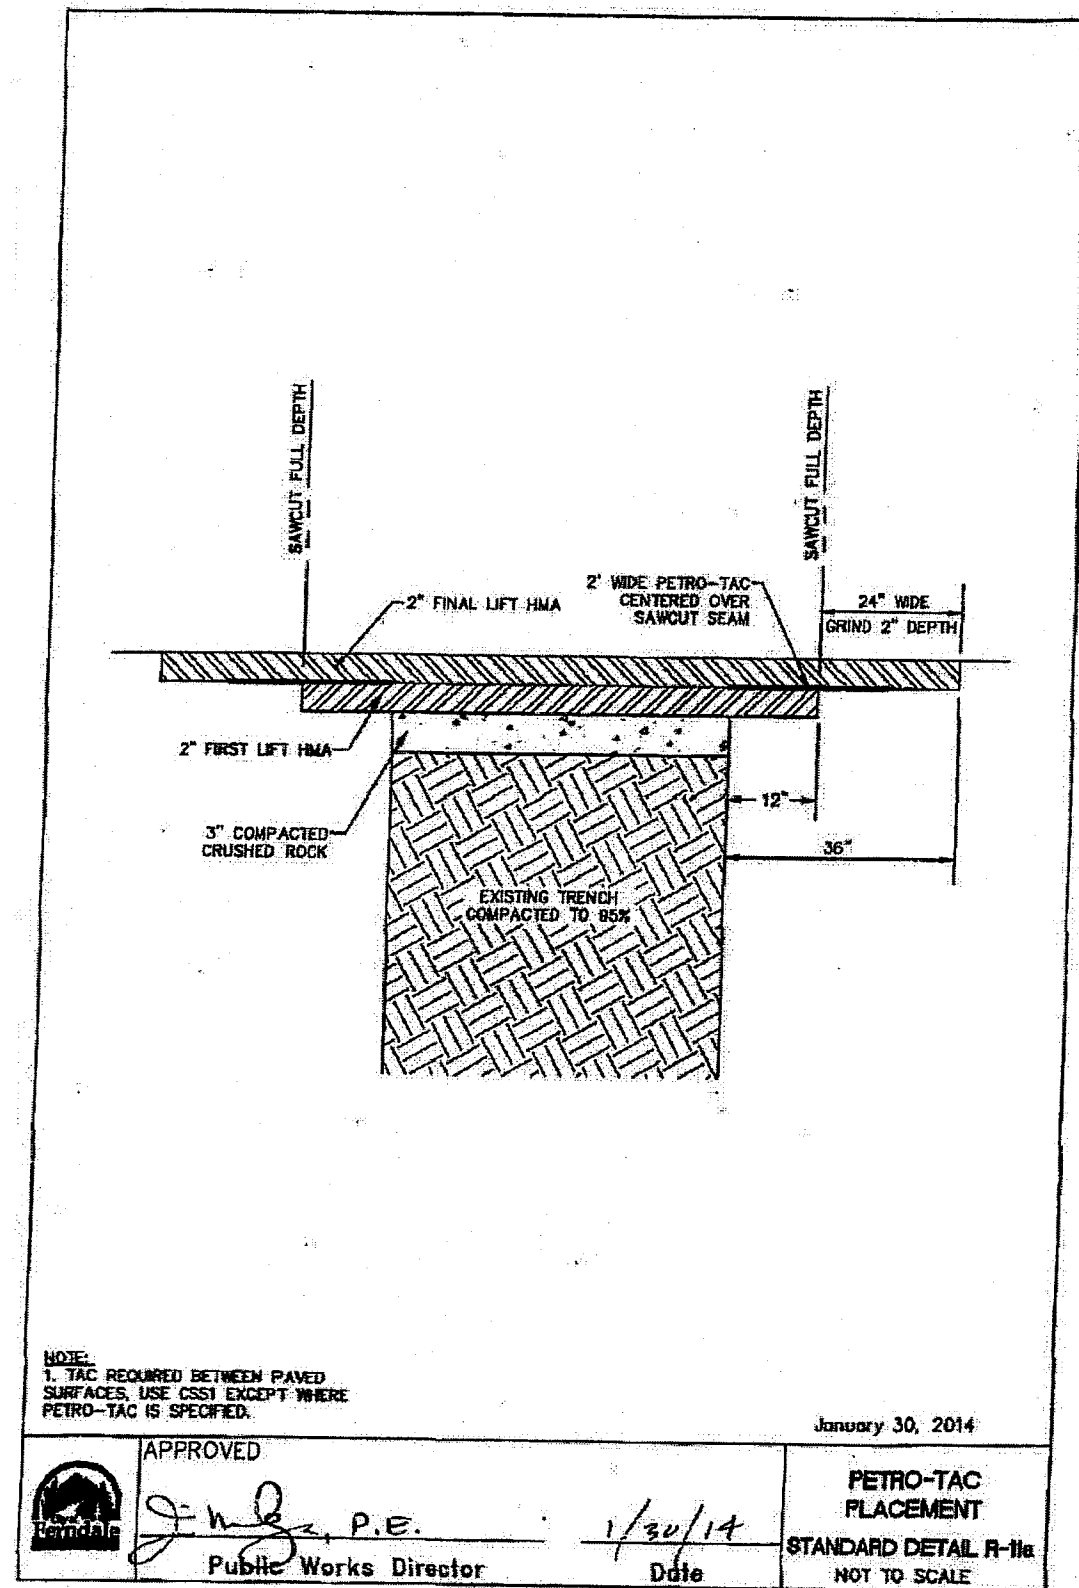 SAWCUT FULL DEPTH
SAWCUT FULL DEPTH
2" FINAL LIFT HMA
2' WIDE PETRO-TAC
CENTERED OVER
SAWCUT SEAM
24" WIDE
GRIND 2" DEPTH
2" FIRST LIFT HMA
12"
3" COMPACTED
CRUSHED ROCK
36"
EXISTING TRENCH
COMPACTED TO 95%
NOTE:
1. TAC REQUIRED BETWEEN PAVED
SURFACES, USE CSS1 EXCEPT WHERE
PETRO-TAC IS SPECIFIED.
January 30, 2014
APPROVED
Ferndale
P.E.
1/30/14
Public Works Director
Date
PETRO-TAC
PLACEMENT
STANDARD DETAIL R-11a
NOT TO SCALE